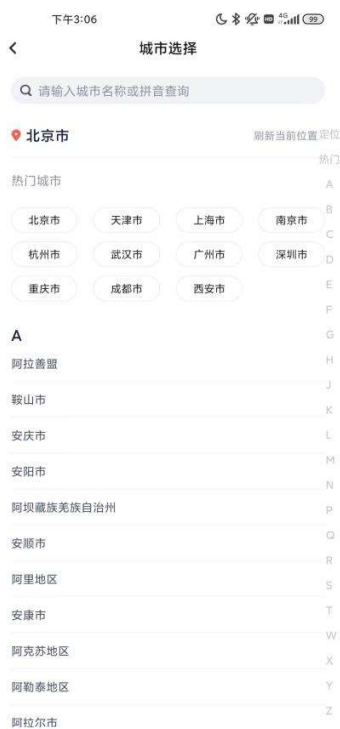 下午3:06
4G
99
城市选择
请输入城市名称或拼音查询
北京市
刷新当前位置
定位
热门
热门城市
北京市 天津市 上海市 南京市
杭州市 武汉市 广州市 深圳市
重庆市 成都市 西安市
A
阿拉善盟
鞍山市
安庆市
安阳市
阿坝藏族羌族自治州
安顺市
阿里地区
安康市
阿克苏地区
阿勒泰地区
阿拉尔市
A
B
C
D
E
F
G
H
J
K
L
M
N
P
Q
R
S
T
W
X
Y
Z